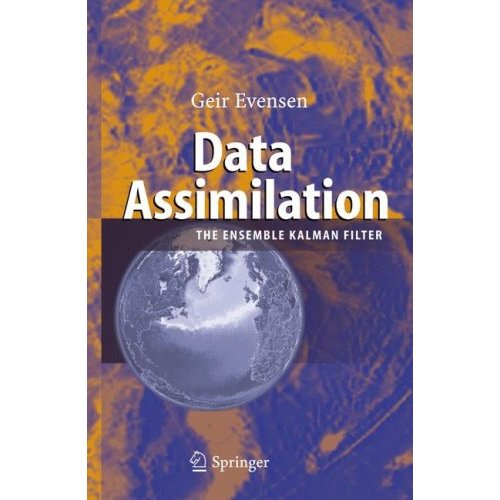 Geir Evensen
Data
Assimilation
THE ENSEMBLE KALMAN FILTER
Springer